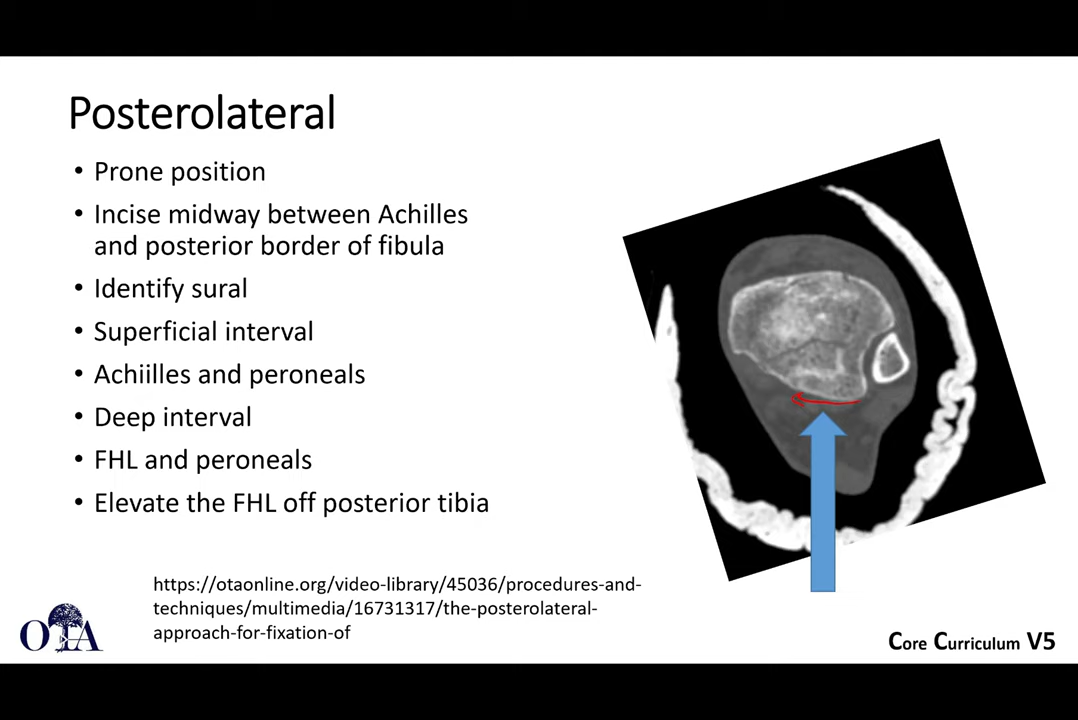 Posterolateral
• Prone position
• Incise midway between Achilles
and posterior border of fibula
• Identify sural
• Superficial interval
• Achiilles and peroneals
• Deep interval
• FHL and peroneals
• Elevate the FHL off posterior tibia
https://otaonline.org/video-library/45036/procedures-and-
techniques/multimedia/16731317/the-posterolateral-
approach-for-fixation-of
OTA
Core Curriculum V5